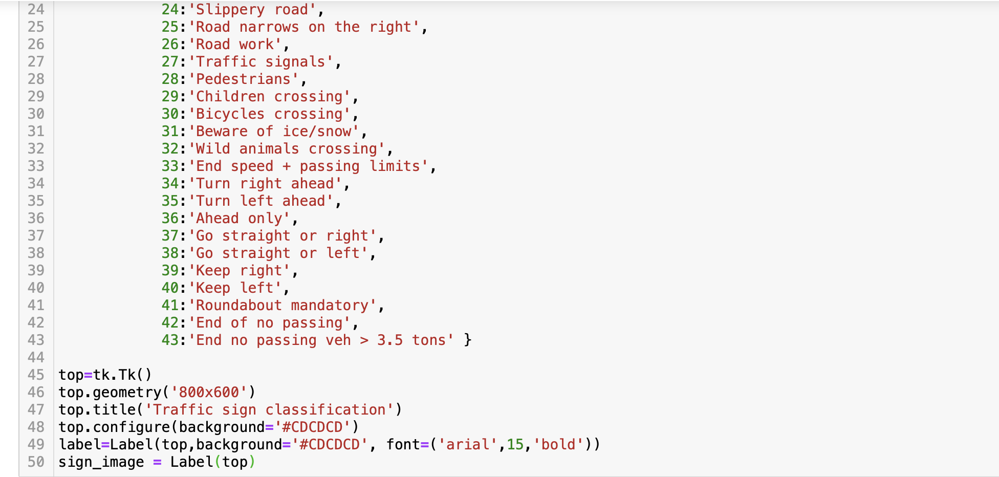 24 24:'Slippery road',
25 25:'Road narrows on the right',
26 26:'Road work',
27 27:'Traffic signals',
28 28:'Pedestrians',
29 29:'Children crossing',
30 30:'Bicycles crossing',
31 31:'Beware of ice/snow',
32 32:'Wild animals crossing',
33 33:'End speed + passing limits',
34 34:'Turn right ahead',
35 35:'Turn left ahead',
36 36:'Ahead only',
37 37:'Go straight or right',
38 38:'Go straight or left',
39 39:'Keep right',
40 40:'Keep left',
41 41:'Roundabout mandatory',
42 42:'End of no passing',
43 43:'End no passing veh > 3.5 tons' }
44
45 top=tk.Tk()
46 top.geometry('800x600')
47 top.title('Traffic sign classification')
48 top.configure(background='#CDCDCD')
49 label=Label(top,background='#CDCDCD', font=('arial',15,'bold'))
50 sign_image = Label(top)